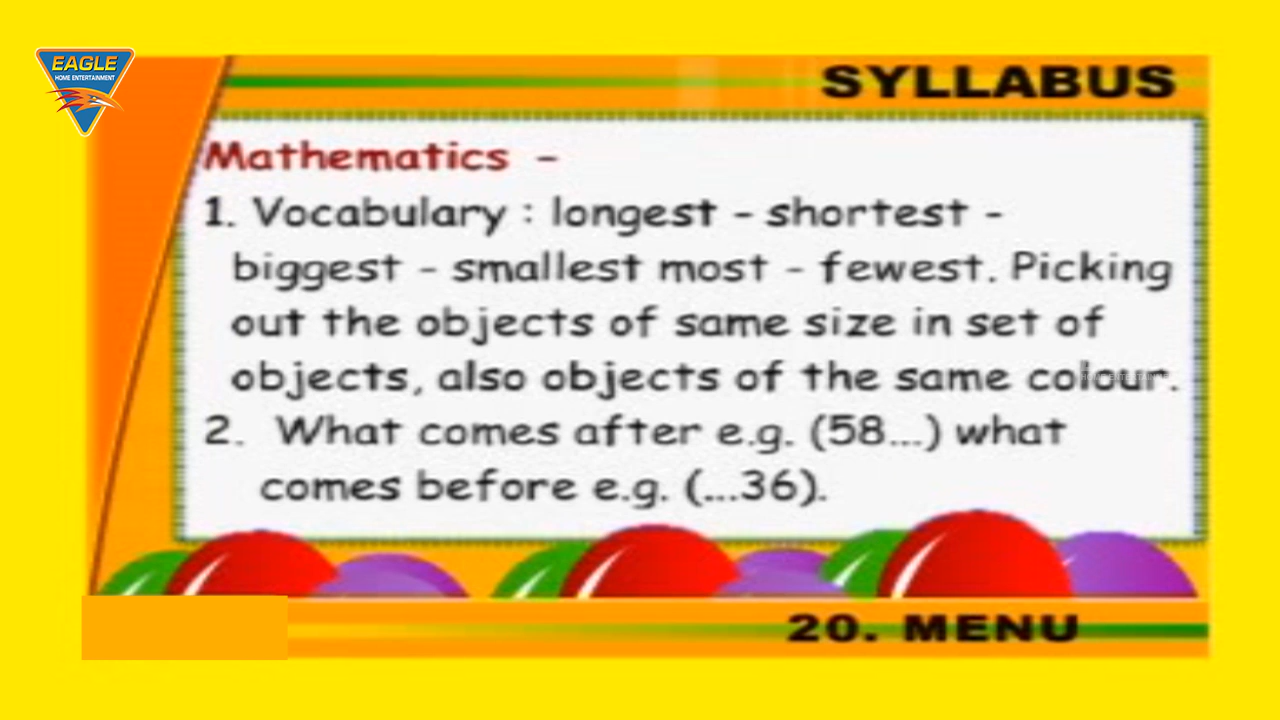 EAGLE
HOME ENTERTAINMENT
SYLLABUS
Mathematics -
1. Vocabulary : longest - shortest -
biggest - smallest most - fewest. Picking
out the objects of same size in set of
objects, also objects of the same colour.
2. What comes after e.g. (58...) what
comes before e.g. (...36).
20. MENU